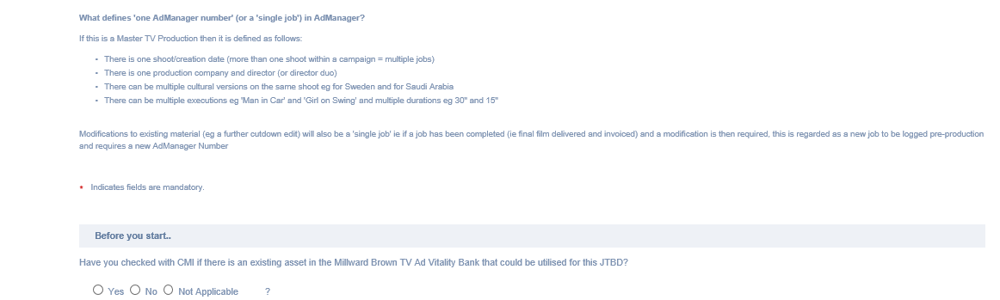 What defines 'one AdManager number' (or a 'single job') in AdManager?
If this is a Master TV Production then it is defined as follows:
• There is one shoot/creation date (more than one shoot within a campaign = multiple jobs)
• There is one production company and director (or director duo)
• There can be multiple cultural versions on the same shoot eg for Sweden and for Saudi Arabia
• There can be multiple executions eg 'Man in Car' and 'Girl on Swing' and multiple durations eg 30" and 15"
Modifications to existing material (eg a further cutdown edit) will also be a 'single job' ie if a job has been completed (ie final film delivered and invoiced) and a modification is then required, this is regarded as a new job to be logged pre-production
and requires a new AdManager Number
• Indicates fields are mandatory.
Before you start..
Have you checked with CMI if there is an existing asset in the Millward Brown TV Ad Vitality Bank that could be utilised for this JTBD?
Yes No Not Applicable ?